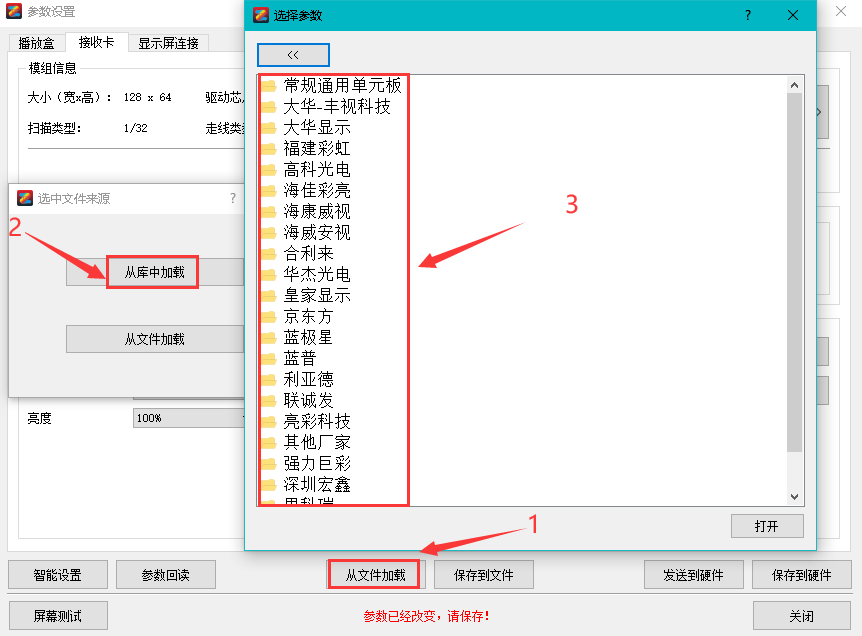 参数设置
播放盒 接收卡 显示屏连接
模组信息
大小（宽x高）： 128 x 64 驱动芯
扫描类型： 1/32 走线类
选中文件来源 ?
2
从库中加载
从文件加载
亮度 100%
选择参数 ?
<<
常规通用单元板
大华-丰视科技
大华显示
福建彩虹
高科光电
海佳彩亮
海康威视
海威安视
合利来
华杰光电
皇家显示
京东方
蓝极星
蓝普
利亚德
联诚发
亮彩科技
其他厂家
强力巨彩
深圳宏鑫
3
打开
1
智能设置 参数回读 从文件加载 保存到文件 发送到硬件 保存到硬件
屏幕测试 参数已经改变，请保存！ 关闭